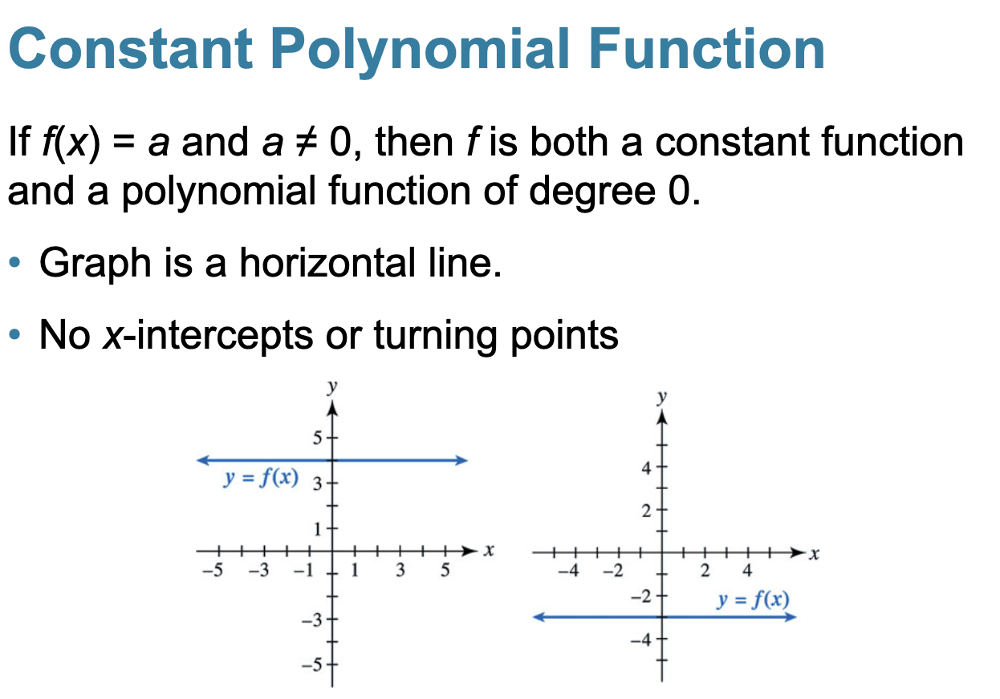 Constant Polynomial Function
If f(x) = a and a ≠ 0, then f is both a constant function
and a polynomial function of degree 0.
• Graph is a horizontal line.
• No x-intercepts or turning points
y
5
y = f(x)
3
1
x
–5 –3 –1 1 3 5
–3
–5
y
4
2
x
–4 –2 2 4
–2
y = f(x)
–4